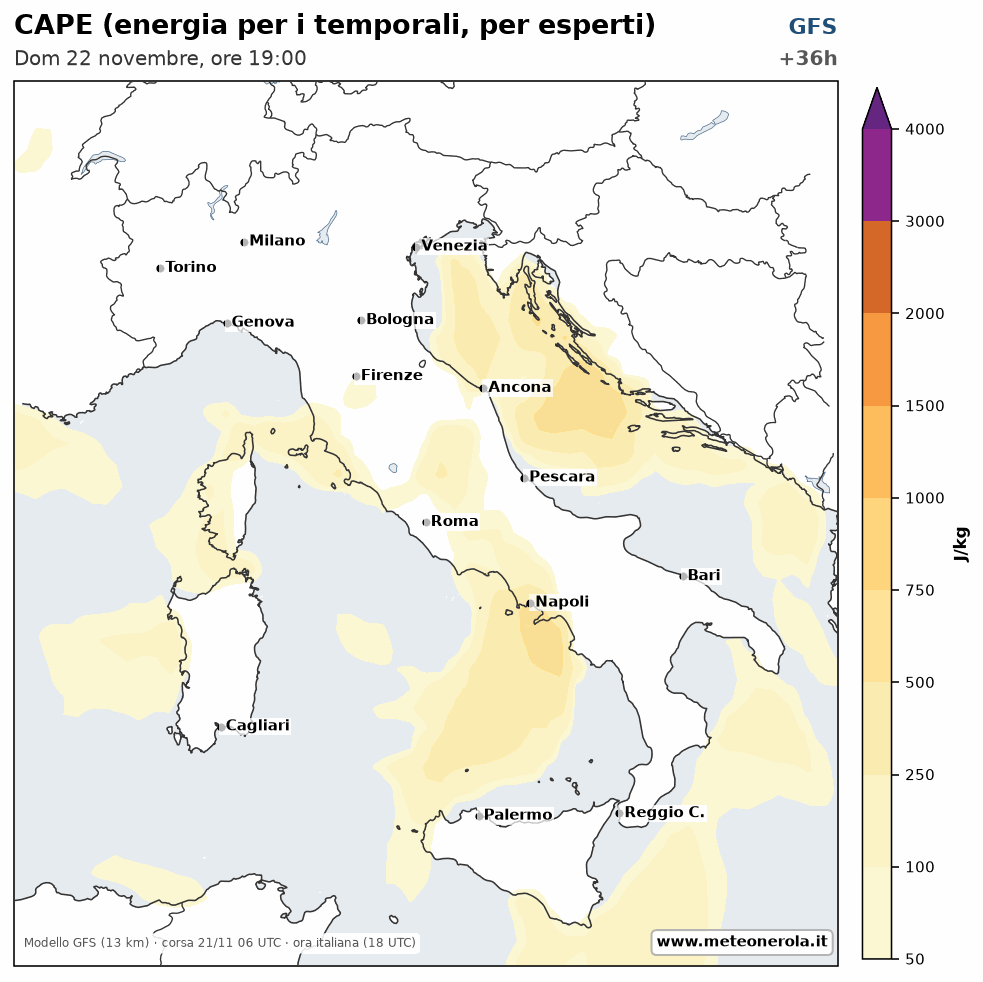 CAPE (energia per i temporali, per esperti)
GFS
Dom 22 novembre, ore 19:00
+36h
4000
3000
2000
1500
1000
750
500
250
100
50
J/kg
Milano
Venezia
Torino
Genova
Bologna
Firenze
Ancona
Pescara
Roma
Bari
Napoli
Cagliari
Palermo
Reggio C.
Modello GFS (13 km) · corsa 21/11 06 UTC · ora italiana (18 UTC)
www.meteonerola.it